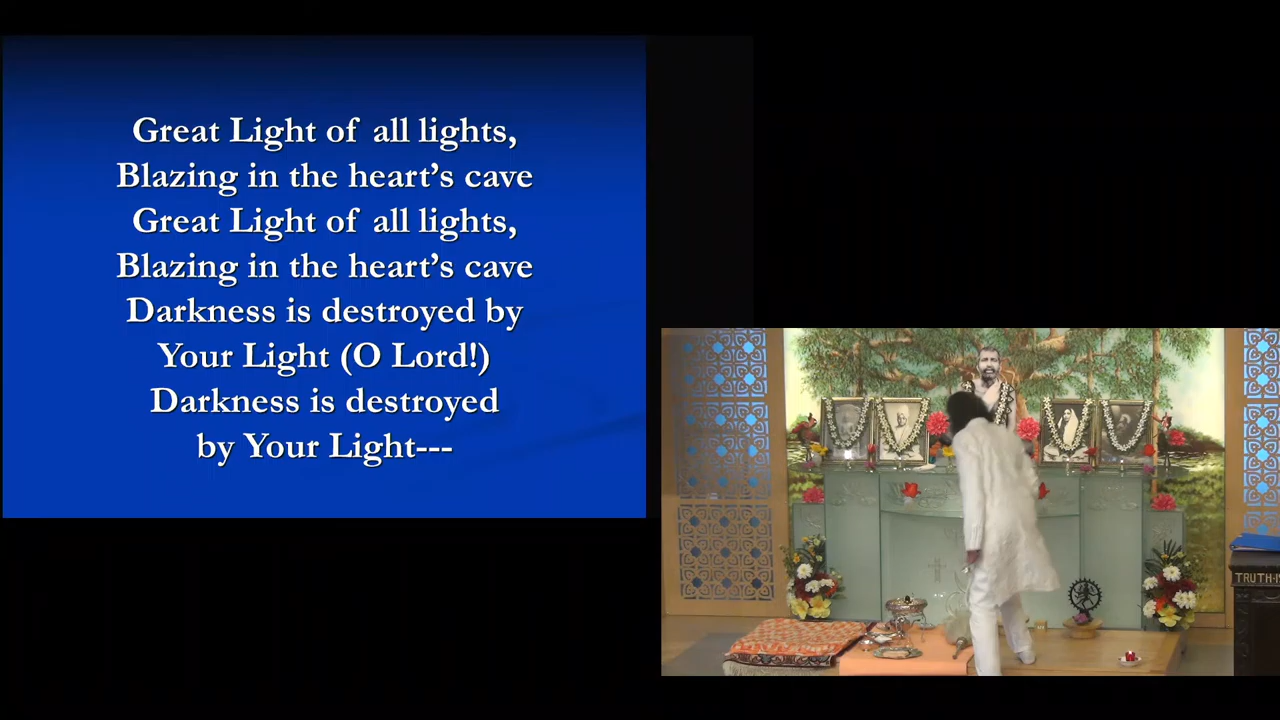 Great Light of all lights,
Blazing in the heart’s cave
Great Light of all lights,
Blazing in the heart’s cave
Darkness is destroyed by
Your Light (O Lord!)
Darkness is destroyed
by Your Light---
TRUTH